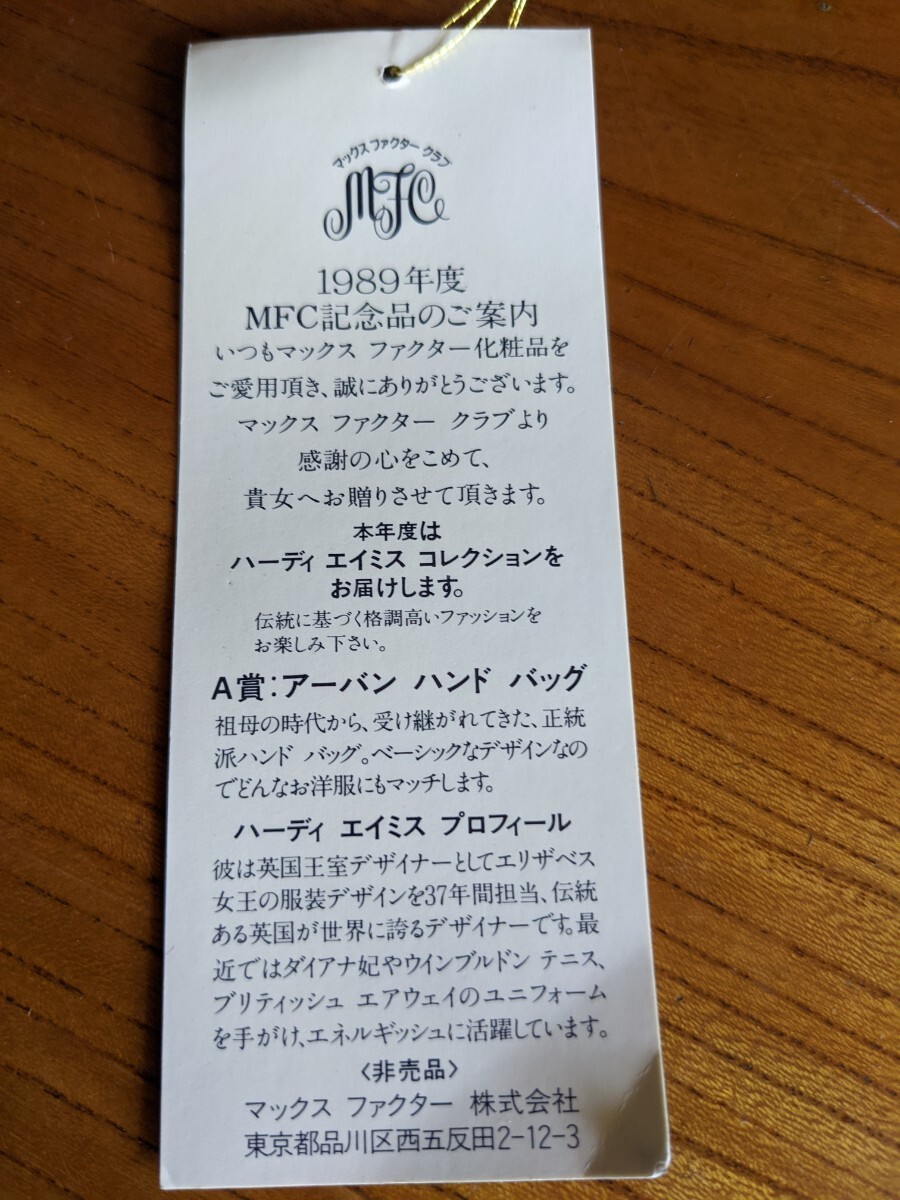 マックス ファクター クラブ
MFC
1989年度
MFC記念品のご案内
いつもマックス ファクター化粧品を
ご愛用頂き、誠にありがとうございます。
マックス ファクター クラブより
感謝の心をこめて、
貴女へお贈りさせて頂きます。
本年度は
ハーディ エイミス コレクションを
お届けします。
伝統に基づく格調高いファッションを
お楽しみ下さい。
A賞:アーバン ハンド バッグ
祖母の時代から、受け継がれてきた、正統
派ハンド バッグ。ベーシックなデザインなの
でどんなお洋服にもマッチします。
ハーディ エイミス プロフィール
彼は英国王室デザイナーとしてエリザベス
女王の服装デザインを37年間担当、伝統
ある英国が世界に誇るデザイナーです。最
近ではダイアナ妃やウインブルドン テニス、
ブリティッシュ エアウェイのユニフォーム
を手がけ、エネルギッシュに活躍しています。
〈非売品〉
マックス ファクター 株式会社
東京都品川区西五反田2-12-3